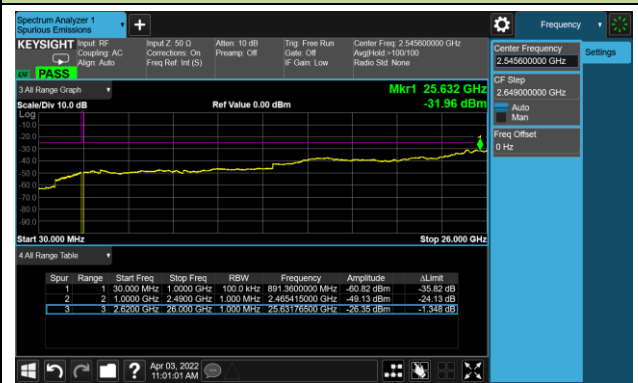 Spectrum Analyzer 1
Spurious Emissions
Frequency
KEYSIGHT
Input: RF
Coupling: AC
Align: Auto
Input Z: 50 Ω
Corrections: On
Freq Ref: Int (S)
Atten: 10 dB
Preamp: Off
Trig: Free Run
Gate: Off
IF Gain: Low
Center Freq: 2.545600000 GHz
Avg|Hold:>100/100
Radio Std: None
PASS
Center Frequency
2.545600000 GHz
Settings
CF Step
2.649000000 GHz
Auto
Man
Freq Offset
0 Hz
3 All Range Graph
Mkr1 25.632 GHz
Scale/Div 10.0 dB
Ref Value 0.00 dBm
-31.96 dBm
Log
-10.0
-20.0
-30.0
-40.0
-50.0
-60.0
-70.0
-80.0
-90.0
1
Start 30.000 MHz
Stop 26.000 GHz
4 All Range Table
Spur Range Start Freq Stop Freq RBW Frequency Amplitude ΔLimit
1 1 30.000 MHz 1.0000 GHz 100.0 kHz 891.3600000 MHz -60.82 dBm -35.82 dB
2 2 1.0000 GHz 2.4900 GHz 1.000 MHz 2.465415000 GHz -49.13 dBm -24.13 dB
3 3 2.6200 GHz 26.000 GHz 1.000 MHz 25.63176500 GHz -26.35 dBm -1.348 dB
Apr 03, 2022
11:01:01 AM